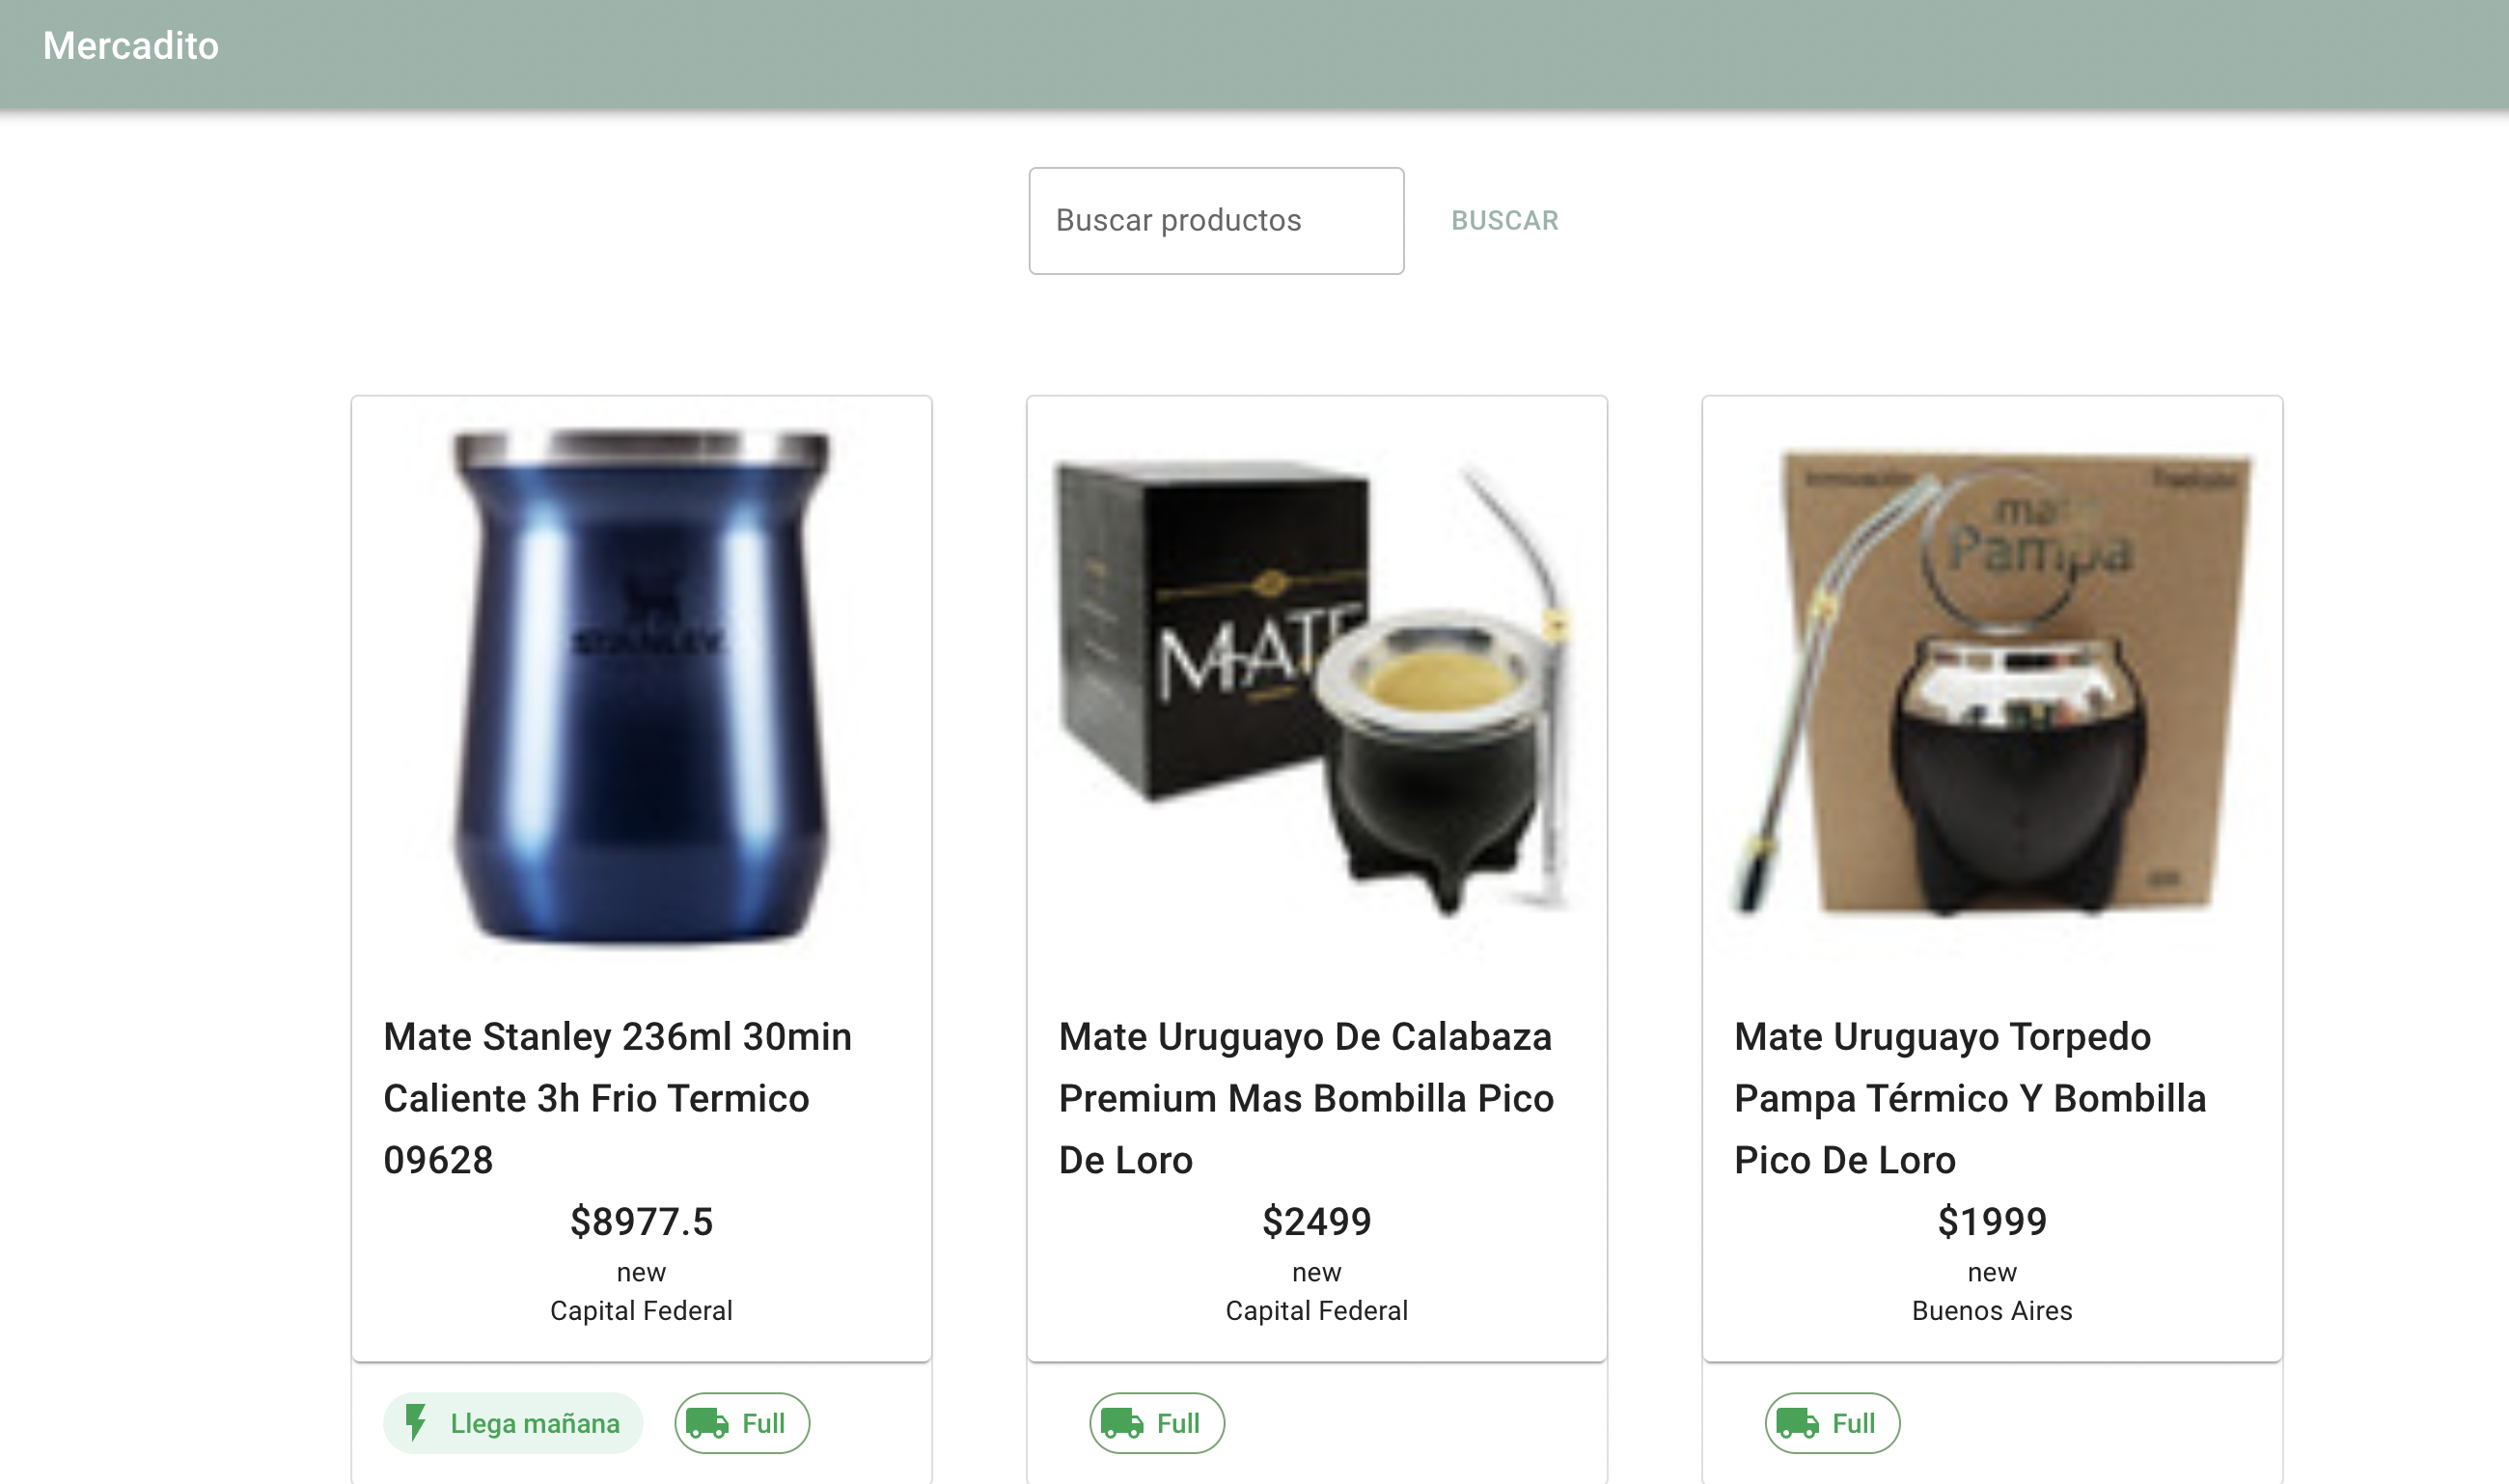 Mercadito
Buscar productos
BUSCAR
STANLEY
MATE
mate
Pampa
Mate Stanley 236ml 30min
Caliente 3h Frio Termico
09628
$8977.5
new
Capital Federal
Mate Uruguayo De Calabaza
Premium Mas Bombilla Pico
De Loro
$2499
new
Capital Federal
Mate Uruguayo Torpedo
Pampa Térmico Y Bombilla
Pico De Loro
$1999
new
Buenos Aires
Llega mañana
Full
Full
Full